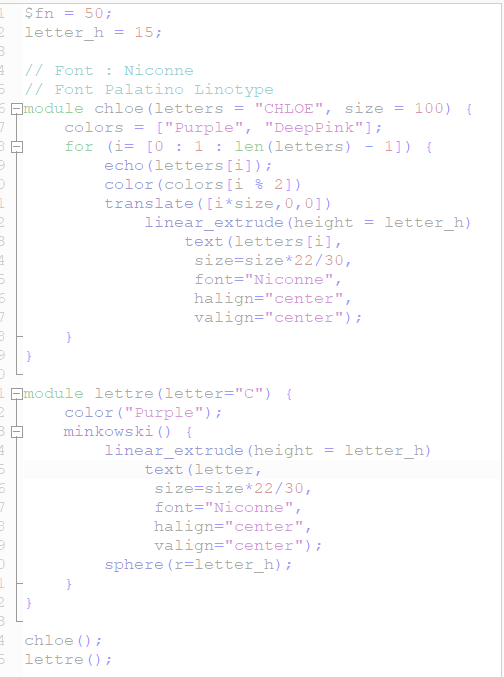 1 $fn = 50;
2 letter_h = 15;
3
4 // Font : Niconne
5 // Font Palatino Linotype
6 module chloe(letters = "CHLOE", size = 100) {
7     colors = ["Purple", "DeepPink"];
8     for (i= [0 : 1 : len(letters) - 1]) {
9         echo(letters[i]);
0         color(colors[i % 2])
1         translate([i*size,0,0])
2             linear_extrude(height = letter_h)
3                 text(letters[i],
4                  size=size*22/30,
5                  font="Niconne",
6                  halign="center",
7                  valign="center");
8     }
9 }
0
1 module lettre(letter="C") {
2     color("Purple");
3     minkowski() {
4         linear_extrude(height = letter_h)
5             text(letter,
6              size=size*22/30,
7              font="Niconne",
8              halign="center",
9              valign="center");
0         sphere(r=letter_h);
1     }
2 }
3
4 chloe();
5 lettre();